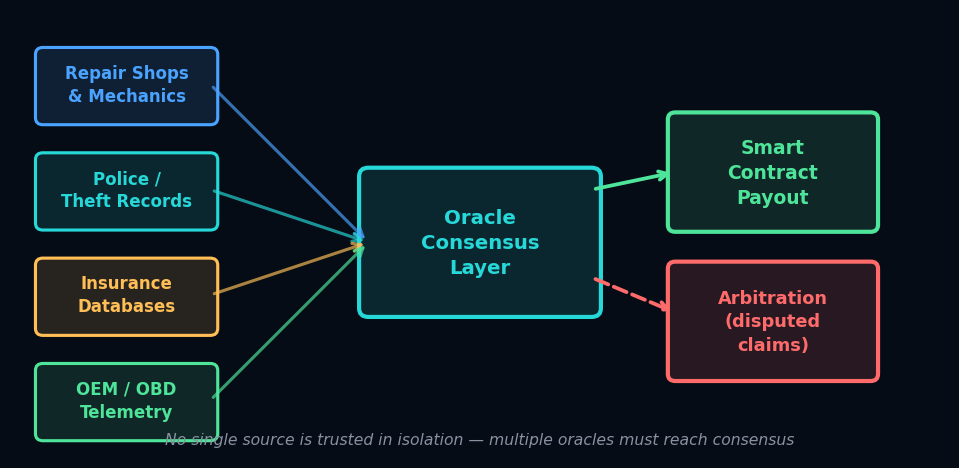 Repair Shops
& Mechanics
Police /
Theft Records
Insurance
Databases
OEM / OBD
Telemetry
Oracle
Consensus
Layer
Smart
Contract
Payout
Arbitration
(disputed
claims)
No single source is trusted in isolation — multiple oracles must reach consensus